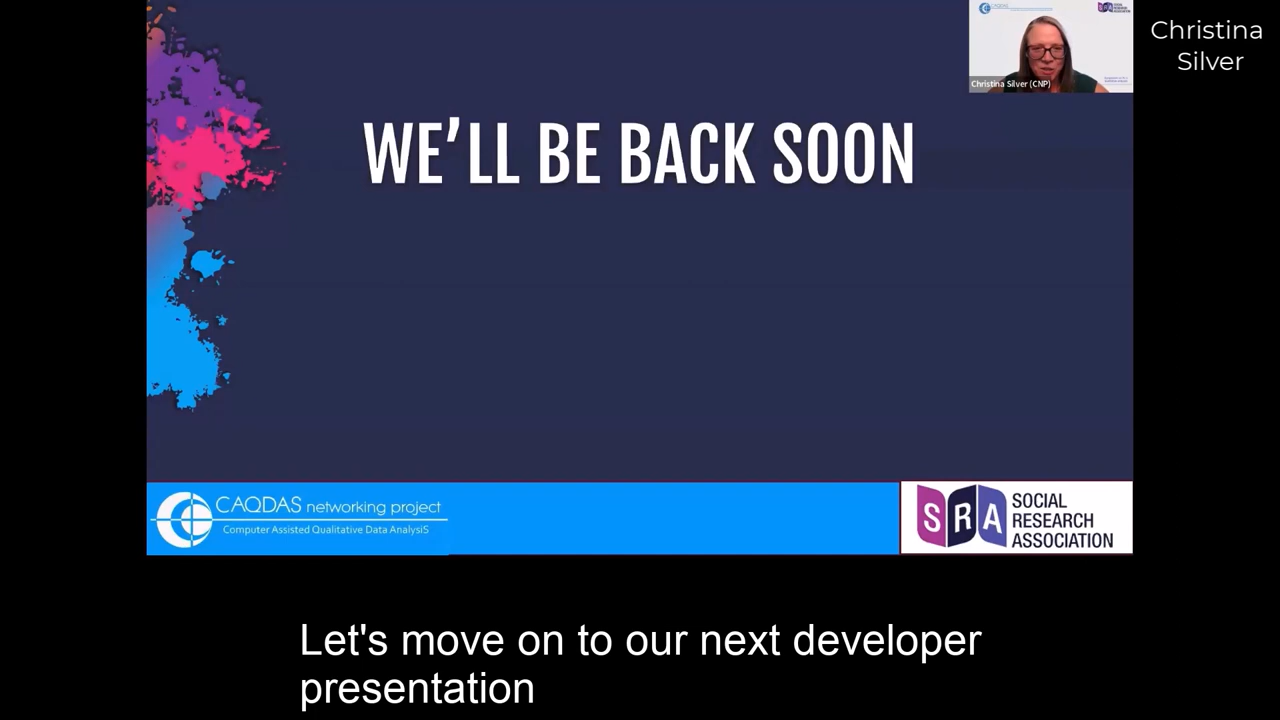 Christina
Silver
Christina Silver (CNP)
WE’LL BE BACK SOON
CAQDAS networking project
Computer Assisted Qualitative Data AnalysiS
SRA
SOCIAL
RESEARCH
ASSOCIATION
Let's move on to our next developer
presentation